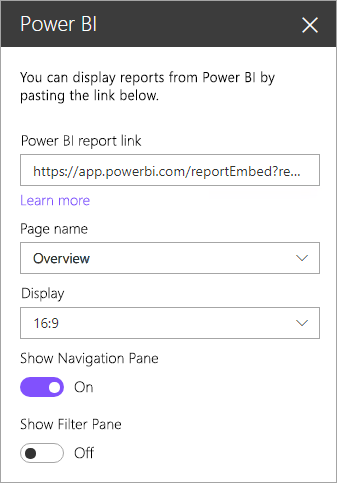 Power BI
You can display reports from Power BI by
pasting the link below.
Power BI report link
https://app.powerbi.com/reportEmbed?re...
Learn more
Page name
Overview
Display
16:9
Show Navigation Pane
On
Show Filter Pane
Off